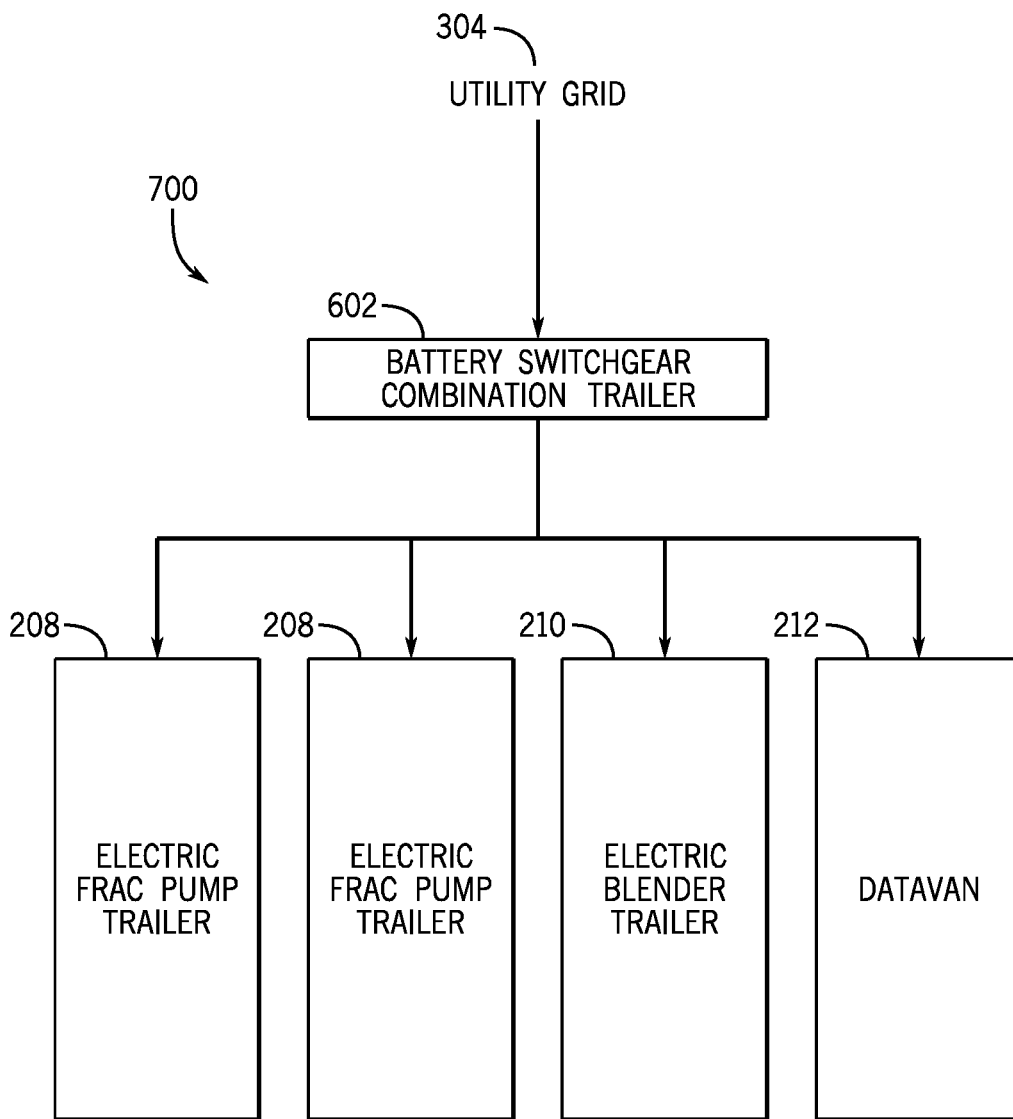 304
UTILITY GRID
700
602
BATTERY SWITCHGEAR
COMBINATION TRAILER
208
208
210
212
ELECTRIC
FRAC PUMP
TRAILER
ELECTRIC
FRAC PUMP
TRAILER
ELECTRIC
BLENDER
TRAILER
DATAVAN